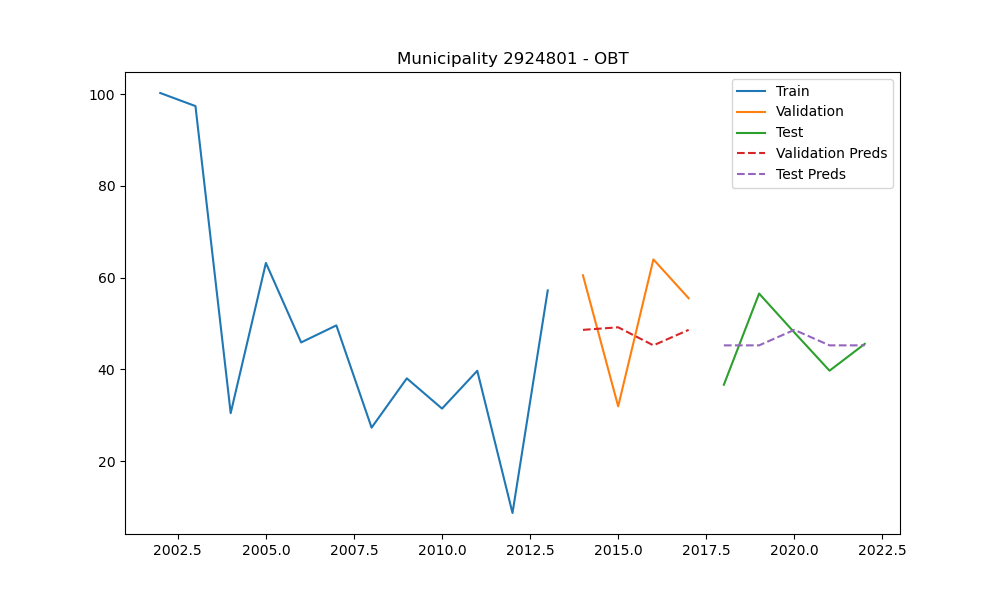 Municipality 2924801 - OBT
Train
Validation
Test
Validation Preds
Test Preds
100
80
60
40
20
2002.5 2005.0 2007.5 2010.0 2012.5 2015.0 2017.5 2020.0 2022.5